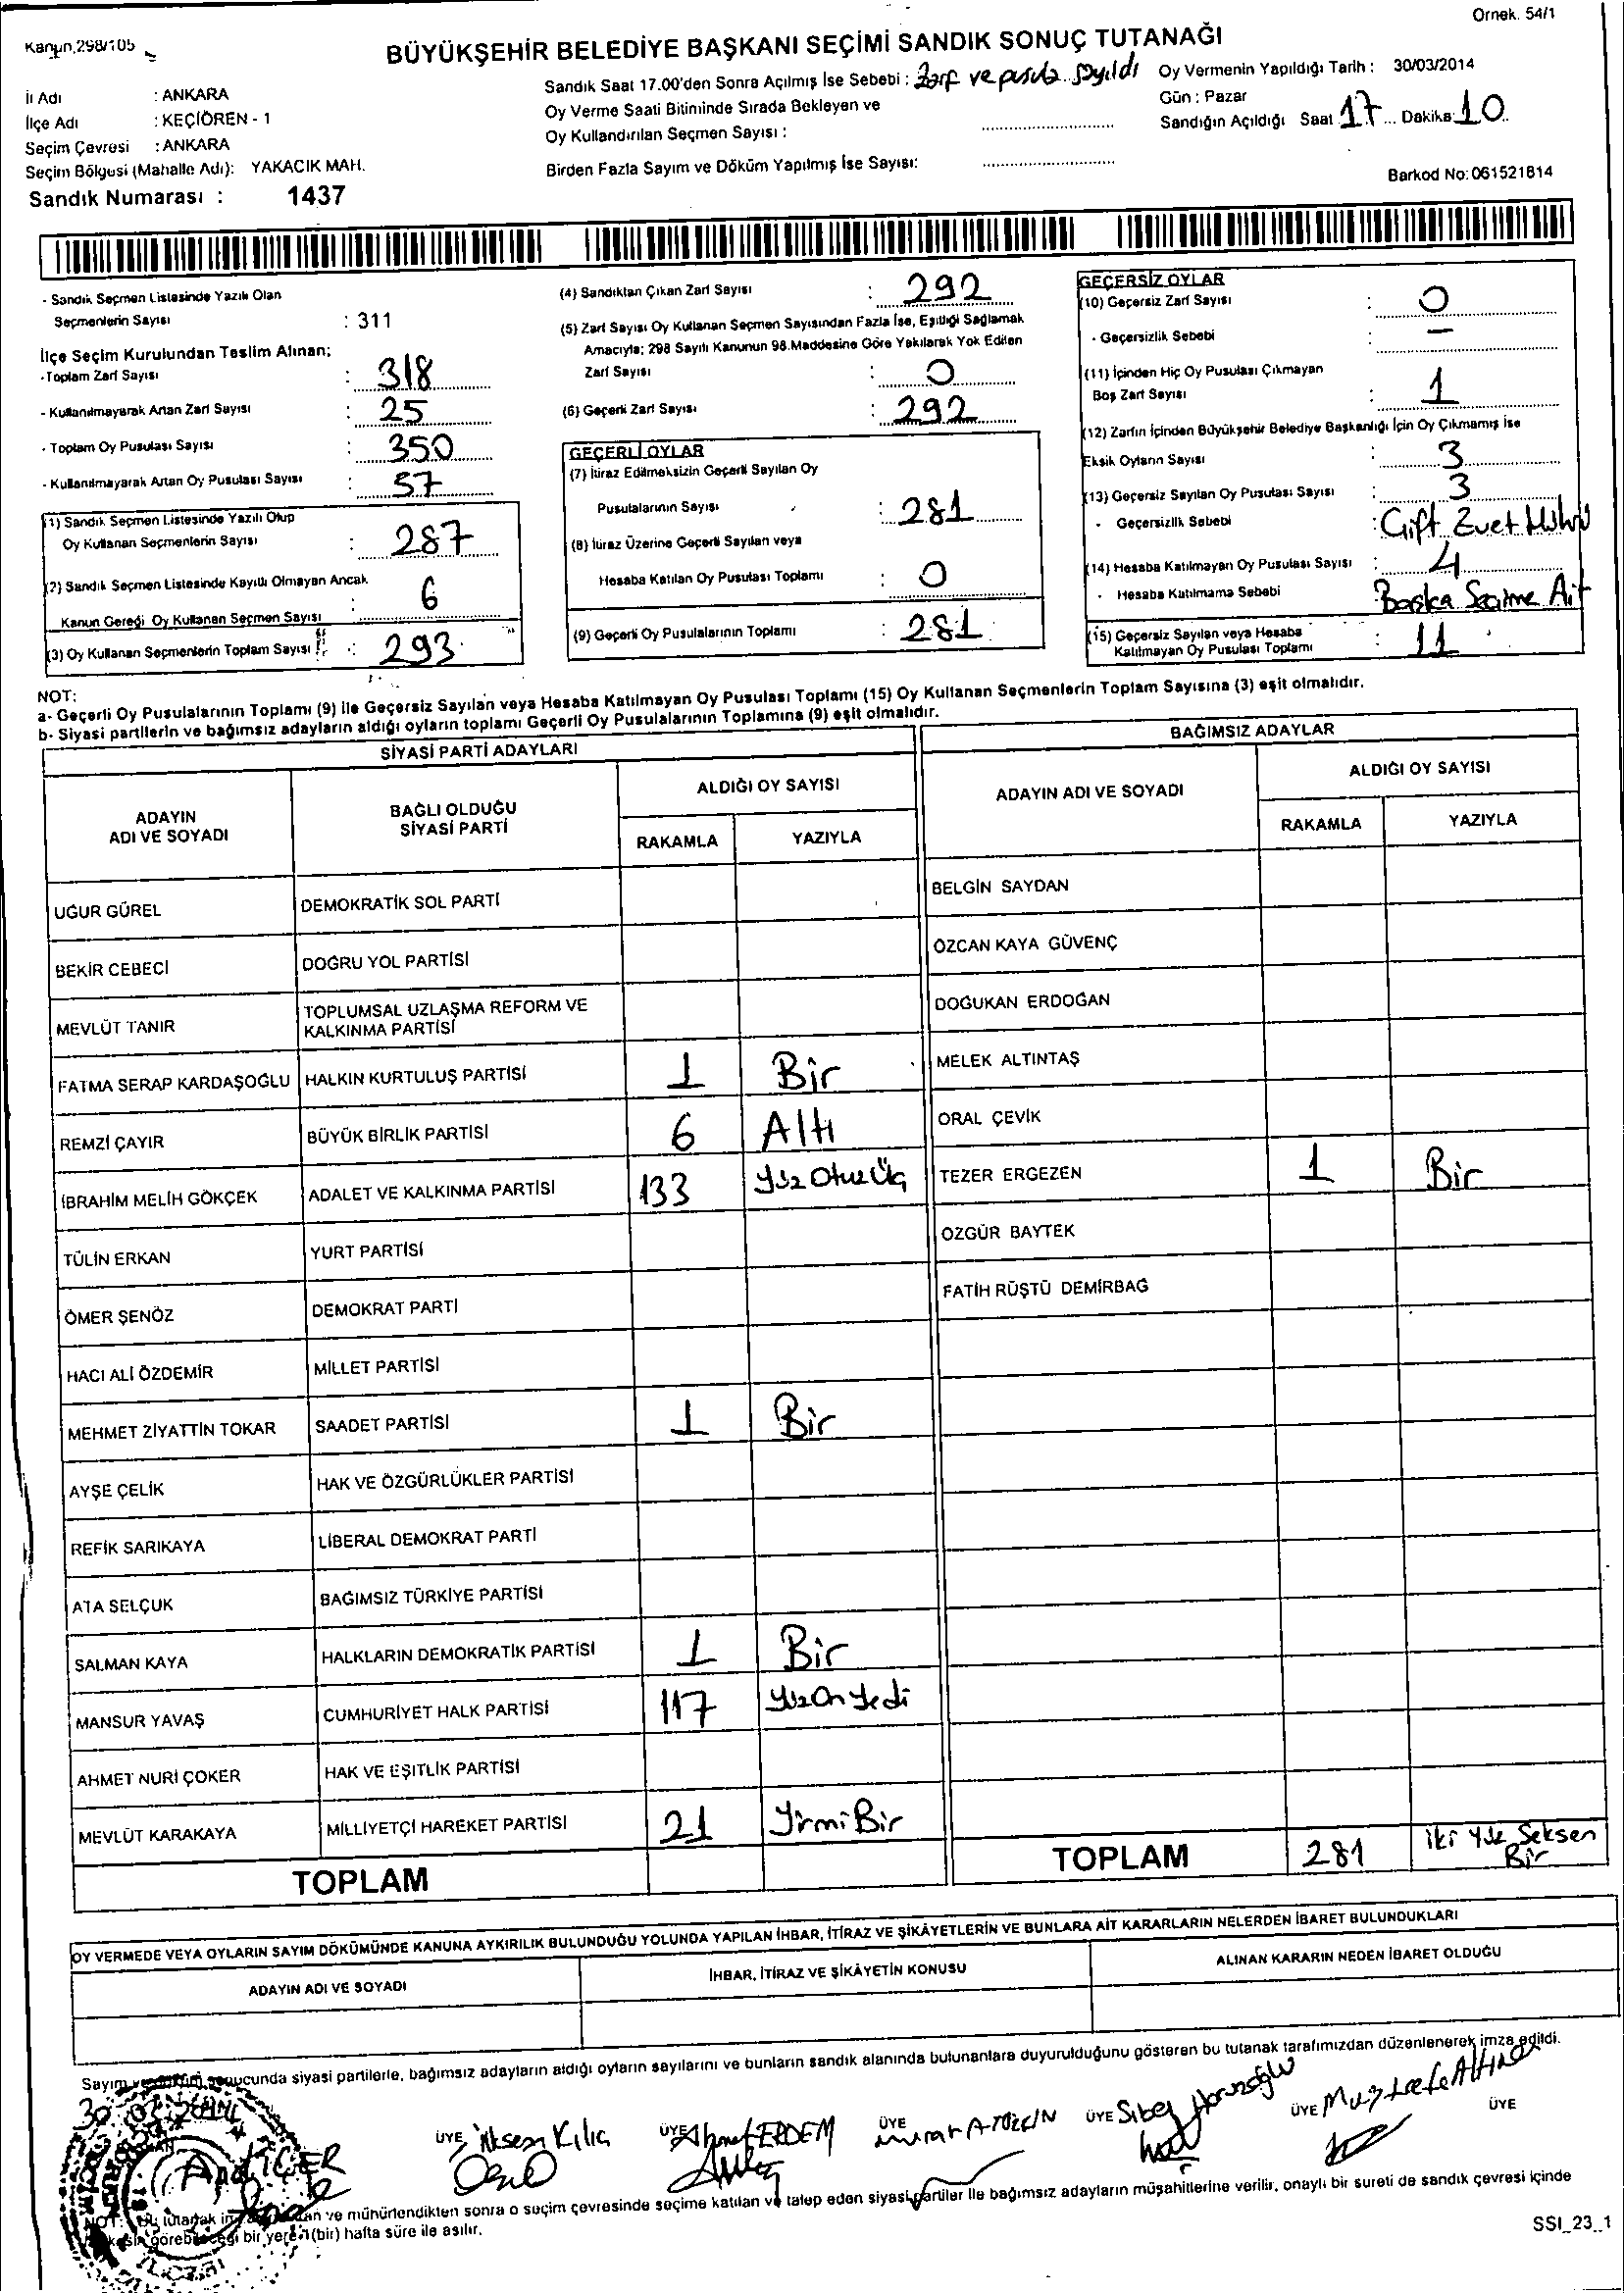 Örnek. 54/1
Kanun.298/105
BÜYÜKŞEHİR BELEDİYE BAŞKANI SEÇİMİ SANDIK SONUÇ TUTANAĞI
İl Adı : ANKARA
İlçe Adı : KEÇİÖREN - 1
Seçim Çevresi : ANKARA
Seçim Bölgesi (Mahalle Adı): YAKACIK MAH.
Sandık Numarası : 1437
Sandık Saat 17.00'den Sonra Açılmış İse Sebebi : Zarf ve pusula sayıldı
Oy Verme Saati Bitiminde Sırada Bekleyen ve
Oy Kullandırılan Seçmen Sayısı :
Birden Fazla Sayım ve Döküm Yapılmış İse Sayısı:
Oy Vermenin Yapıldığı Tarih : 30/03/2014
Gün : Pazar
Sandığın Açıldığı Saat 17 Dakika 10
Barkod No: 061521814
- Sandık Seçmen Listesinde Yazılı Olan
Seçmenlerin Sayısı : 311
İlçe Seçim Kurulundan Teslim Alınan;
- Toplam Zarf Sayısı : 318
- Kullanılmayarak Artan Zarf Sayısı : 25
- Toplam Oy Pusulası Sayısı : 350
- Kullanılmayarak Artan Oy Pusulası Sayısı : 57
(1) Sandık Seçmen Listesinde Yazılı Olup
Oy Kullanan Seçmenlerin Sayısı : 287
(2) Sandık Seçmen Listesinde Kayıtlı Olmayan Ancak
Kanun Gereği Oy Kullanan Seçmen Sayısı : 6
(3) Oy Kullanan Seçmenlerin Toplam Sayısı : 293
(4) Sandıktan Çıkan Zarf Sayısı : 292
(5) Zarf Sayısı Oy Kullanan Seçmen Sayısından Fazla İse, Eşitliği Sağlamak
Amacıyla; 298 Sayılı Kanunun 98.Maddesine Göre Yakılarak Yok Edilen
Zarf Sayısı : 0
(6) Geçerli Zarf Sayısı : 292
GEÇERLİ OYLAR
(7) İtiraz Edilmeksizin Geçerli Sayılan Oy
Pusulalarının Sayısı : 281
(8) İtiraz Üzerine Geçerli Sayılan veya
Hesaba Katılan Oy Pusulası Toplamı : 0
(9) Geçerli Oy Pusulalarının Toplamı : 281
GEÇERSİZ OYLAR
(10) Geçersiz Zarf Sayısı : 0
- Geçersizlik Sebebi : —
(11) İçinden Hiç Oy Pusulası Çıkmayan
Boş Zarf Sayısı : 1
(12) Zarfın İçinden Büyükşehir Belediye Başkanlığı İçin Oy Çıkmamış İse
Eksik Oyların Sayısı : 3
(13) Geçersiz Sayılan Oy Pusulası Sayısı : 3
- Geçersizlik Sebebi : Çift Evet Mührü
(14) Hesaba Katılmayan Oy Pusulası Sayısı : 4
- Hesaba Katılmama Sebebi : Başka Seçime Ait
(15) Geçersiz Sayılan veya Hesaba
Katılmayan Oy Pusulası Toplamı : 11
NOT:
a- Geçerli Oy Pusulalarının Toplamı (9) ile Geçersiz Sayılan veya Hesaba Katılmayan Oy Pusulası Toplamı (15) Oy Kullanan Seçmenlerin Toplam Sayısına (3) eşit olmalıdır.
b- Siyasi partilerin ve bağımsız adayların aldığı oyların toplamı Geçerli Oy Pusulalarının Toplamına (9) eşit olmalıdır.
SİYASİ PARTİ ADAYLARI
ADAYIN ADI VE SOYADI
BAĞLI OLDUĞU SİYASİ PARTİ
ALDIĞI OY SAYISI
RAKAMLA YAZIYLA
UĞUR GÜREL DEMOKRATİK SOL PARTİ
BEKİR CEBECİ DOĞRU YOL PARTİSİ
MEVLÜT TANIR TOPLUMSAL UZLAŞMA REFORM VE KALKINMA PARTİSİ
FATMA SERAP KARDAŞOĞLU HALKIN KURTULUŞ PARTİSİ 1 Bir
REMZİ ÇAYIR BÜYÜK BİRLİK PARTİSİ 6 Altı
İBRAHİM MELİH GÖKÇEK ADALET VE KALKINMA PARTİSİ 133 Yüz Otuz Üç
TÜLİN ERKAN YURT PARTİSİ
ÖMER ŞENÖZ DEMOKRAT PARTİ
HACI ALİ ÖZDEMİR MİLLET PARTİSİ
MEHMET ZİYATTİN TOKAR SAADET PARTİSİ 1 Bir
AYŞE ÇELİK HAK VE ÖZGÜRLÜKLER PARTİSİ
REFİK SARIKAYA LİBERAL DEMOKRAT PARTİ
ATA SELÇUK BAĞIMSIZ TÜRKİYE PARTİSİ
SALMAN KAYA HALKLARIN DEMOKRATİK PARTİSİ 1 Bir
MANSUR YAVAŞ CUMHURİYET HALK PARTİSİ 117 Yüz On Yedi
AHMET NURİ ÇOKER HAK VE EŞİTLİK PARTİSİ
MEVLÜT KARAKAYA MİLLİYETÇİ HAREKET PARTİSİ 21 Yirmi Bir
TOPLAM
BAĞIMSIZ ADAYLAR
ADAYIN ADI VE SOYADI
ALDIĞI OY SAYISI
RAKAMLA YAZIYLA
BELGİN SAYDAN
ÖZCAN KAYA GÜVENÇ
DOĞUKAN ERDOĞAN
MELEK ALTINTAŞ
ORAL ÇEVİK
TEZER ERGEZEN 1 Bir
ÖZGÜR BAYTEK
FATİH RÜŞTÜ DEMİRBAĞ
TOPLAM 281 İki Yüz Seksen Bir
OY VERMEDE VEYA OYLARIN SAYIM DÖKÜMÜNDE KANUNA AYKIRILIK BULUNDUĞU YOLUNDA YAPILAN İHBAR, İTİRAZ VE ŞİKÂYETLERİN VE BUNLARA AİT KARARLARIN NELERDEN İBARET BULUNDUKLARI
ADAYIN ADI VE SOYADI
İHBAR, İTİRAZ VE ŞİKÂYETİN KONUSU
ALINAN KARARIN NEDEN İBARET OLDUĞU
Sayım sonucunda siyasi partilerle, bağımsız adayların aldığı oyların sayılarını ve bunların sandık alanında bulunanlara duyurulduğunu gösteren bu tutanak tarafımızdan düzenlenerek imza edildi.
30.03.2014
ÜYE Kılıç
ÜYE Ahmet ERDEM
ÜYE Murat
ÜYE Sibel Horuzoğlu
ÜYE Mustafa
ÜYE
ve mühürlendikten sonra o seçim çevresinde seçime katılan ve talep eden siyasi partiler ile bağımsız adayların müşahitlerine verilir, onaylı bir sureti de sandık çevresi içinde
bir yere 1 (bir) hafta süre ile asılır.
SSI_23_1